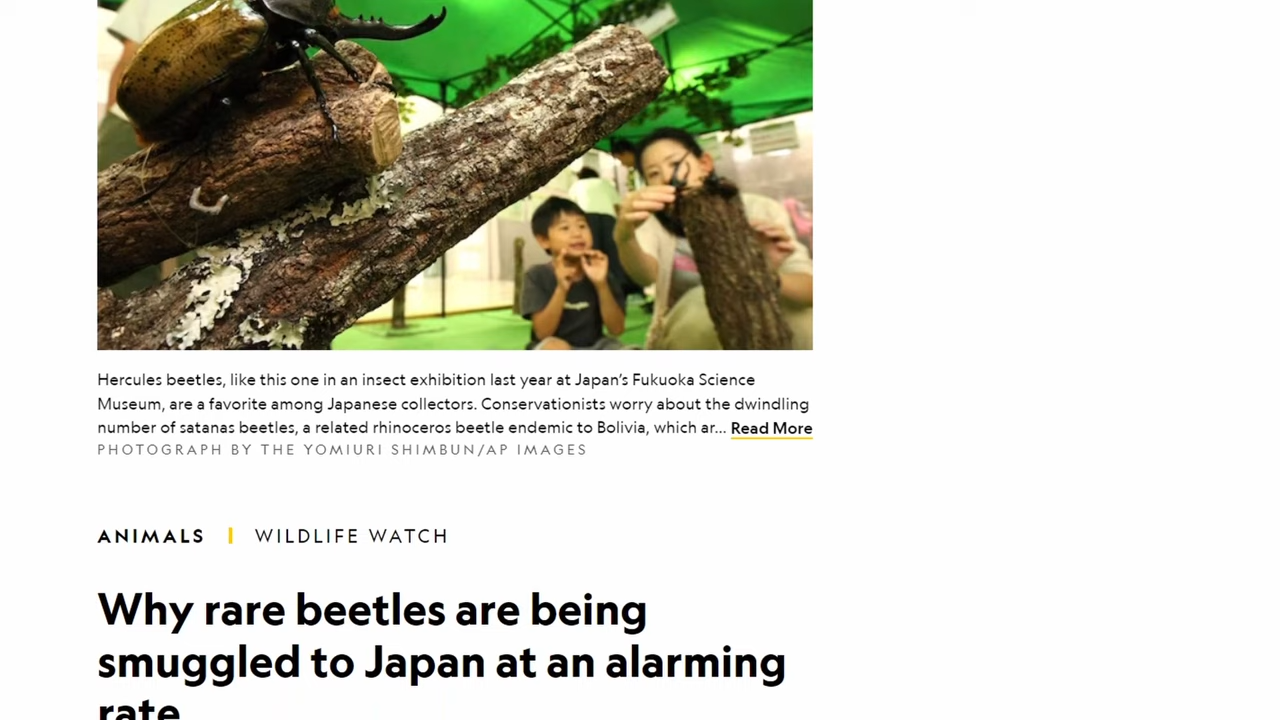 Hercules beetles, like this one in an insect exhibition last year at Japan's Fukuoka Science
Museum, are a favorite among Japanese collectors. Conservationists worry about the dwindling
number of satanas beetles, a related rhinoceros beetle endemic to Bolivia, which ar... Read More
PHOTOGRAPH BY THE YOMIURI SHIMBUN/AP IMAGES
ANIMALS | WILDLIFE WATCH
Why rare beetles are being
smuggled to Japan at an alarming
rate